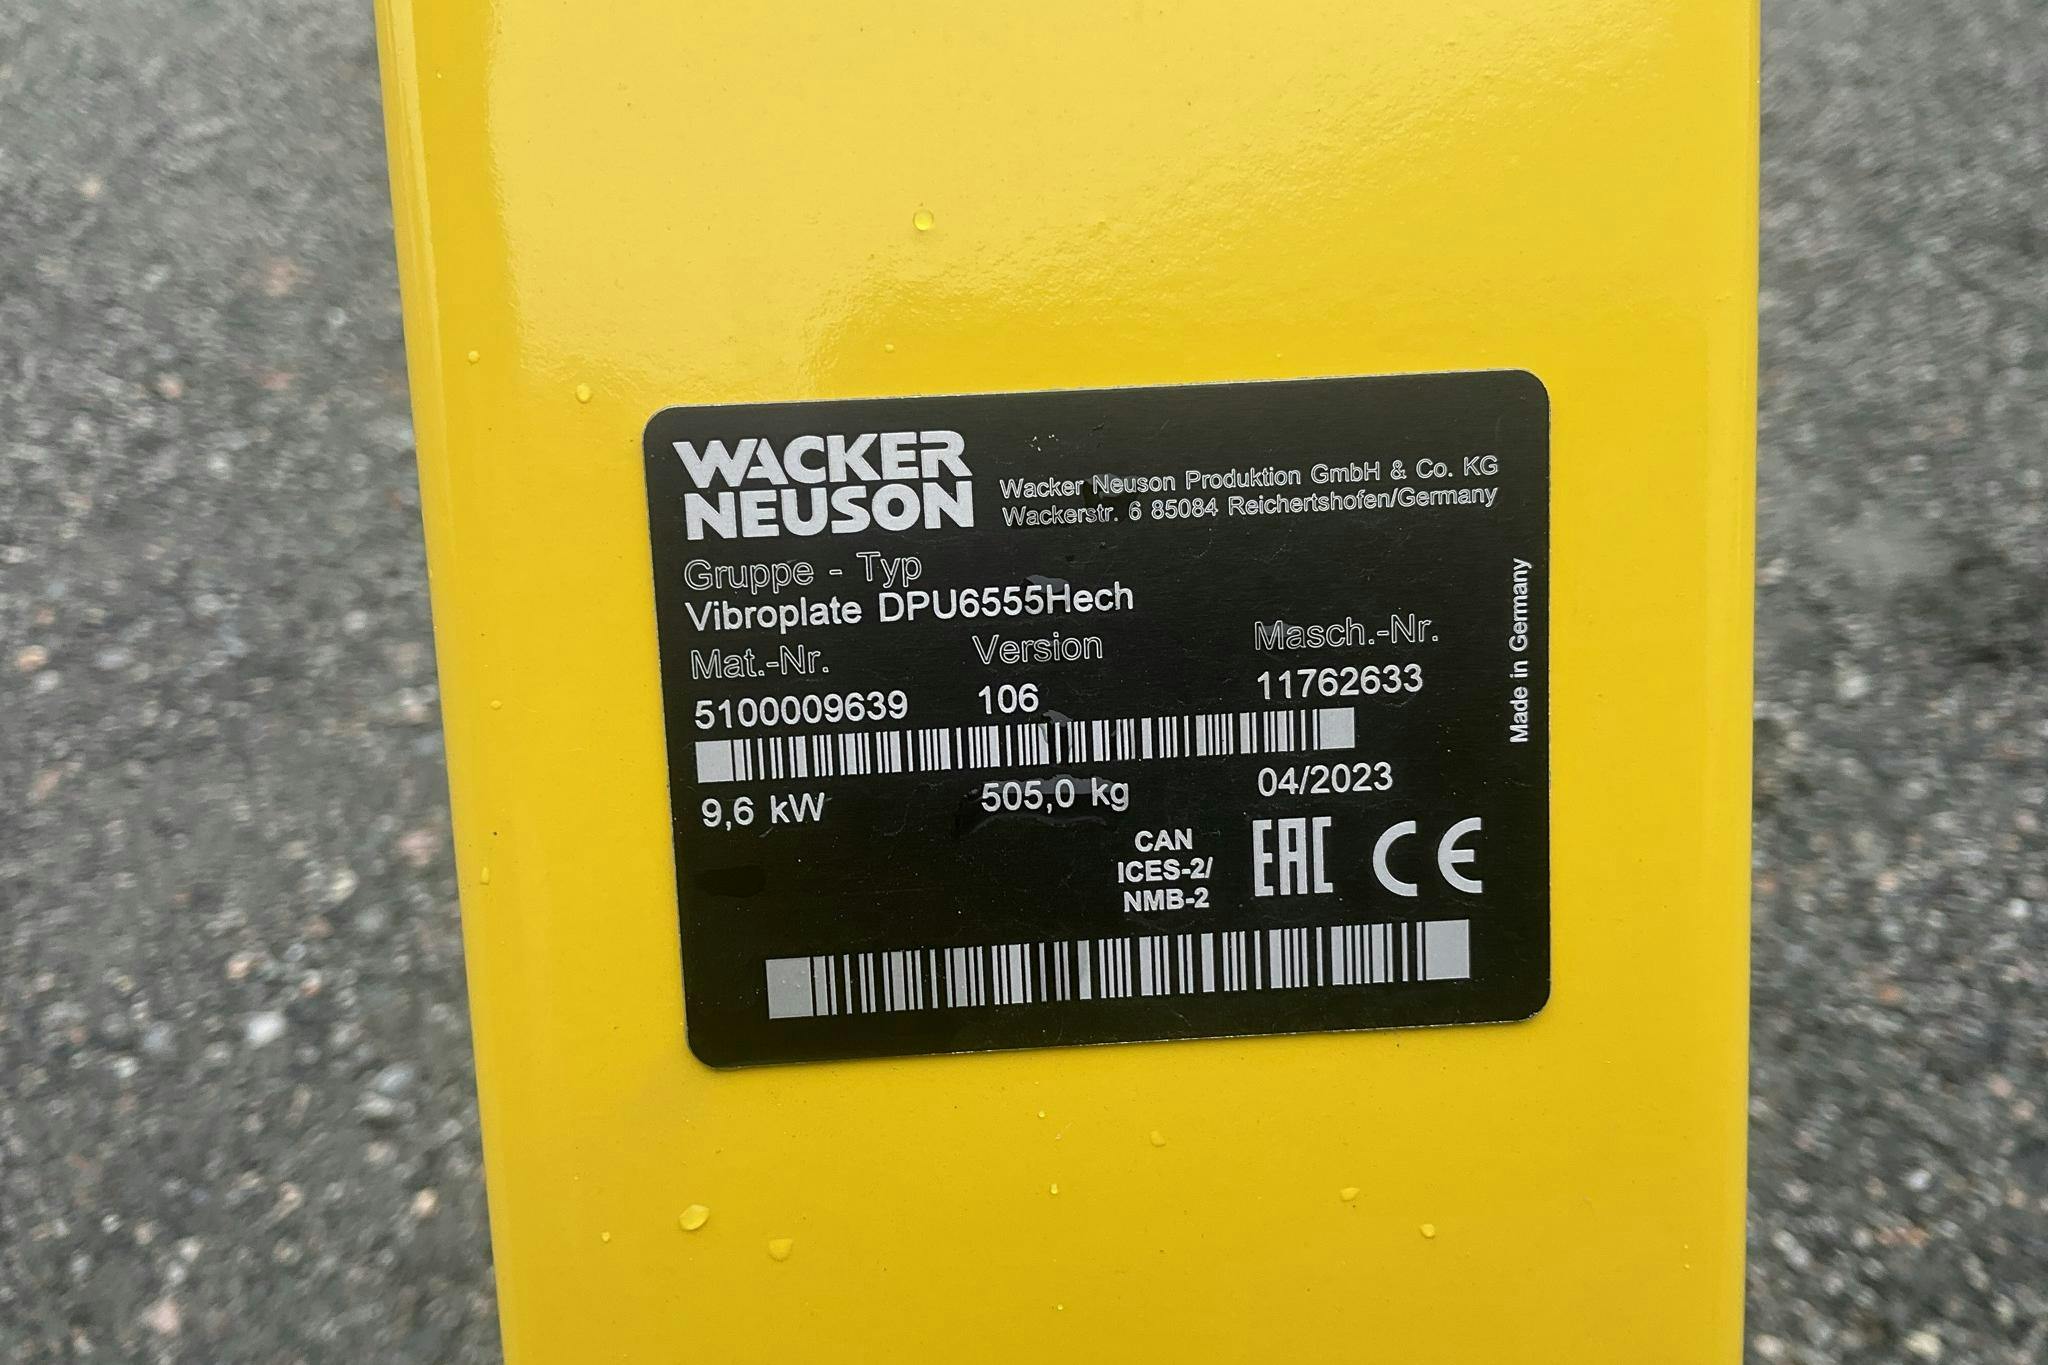 WACKER
NEUSON
Wacker Neuson Produktion GmbH & Co. KG
Wackerstr. 6 85084 Reichertshofen/Germany
Gruppe - Typ
Vibroplate DPU6555Hech
Mat.-Nr. Version Masch.-Nr.
5100009639 106 11762633
9,6 kW 505,0 kg 04/2023
CAN
ICES-2/
NMB-2
EAC CE
Made in Germany